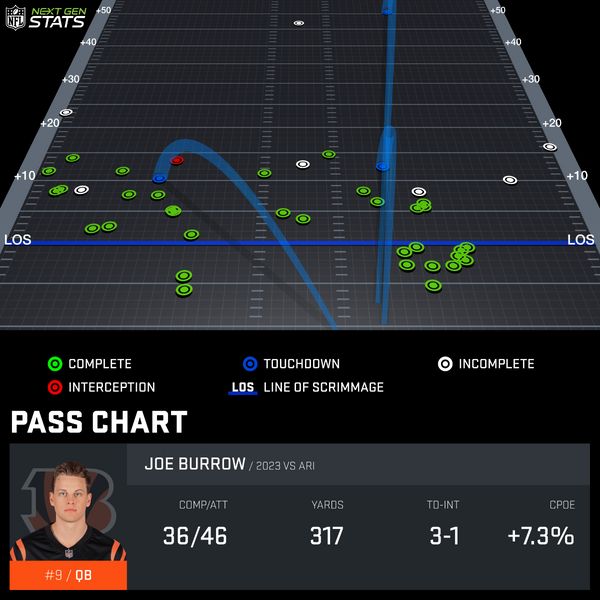 NFL NEXT GEN STATS
+50 +50
+40 +40
+30 +30
+20 +20
+10 +10
LOS LOS
COMPLETE TOUCHDOWN INCOMPLETE
INTERCEPTION LOS LINE OF SCRIMMAGE
PASS CHART
JOE BURROW / 2023 VS ARI
COMP/ATT YARDS TD-INT CPOE
36/46 317 3-1 +7.3%
#9 / QB